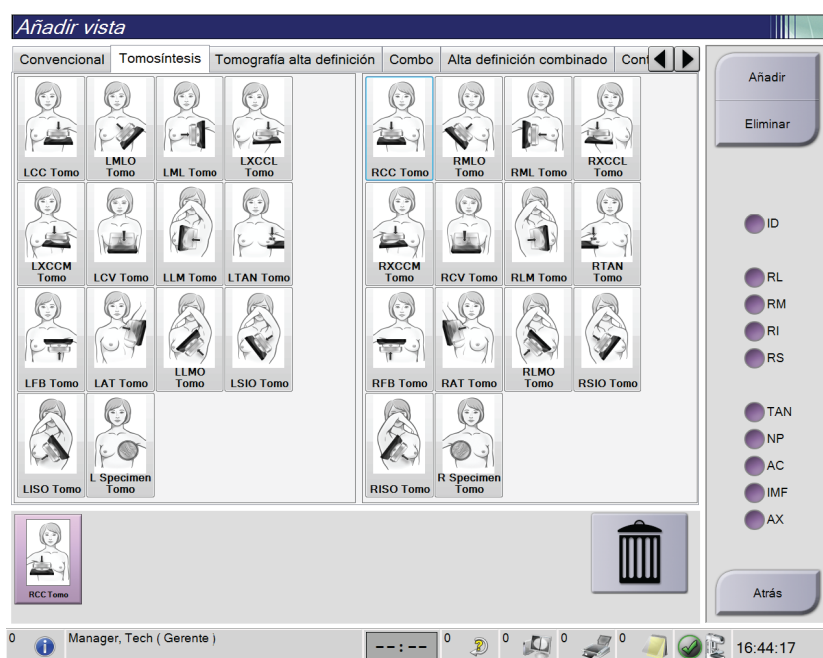 Añadir vista
Convencional Tomosíntesis Tomografía alta definición Combo Alta definición combinado
LCC Tomo
LMLO
Tomo
LML Tomo
LXCCL
Tomo
RCC Tomo
RMLO
Tomo
RML Tomo
RXCCL
Tomo
LXCCM
Tomo
LCV Tomo
LLM Tomo
LTAN Tomo
RXCCM
Tomo
RCV Tomo
RLM Tomo
RTAN
Tomo
LFB Tomo
LAT Tomo
LLMO
Tomo
LSIO Tomo
RFB Tomo
RAT Tomo
RLMO
Tomo
RSIO Tomo
LISO Tomo
L Specimen
Tomo
RISO Tomo
R Specimen
Tomo
RCC Tomo
Añadir
Eliminar
ID
RL
RM
RI
RS
TAN
NP
AC
IMF
AX
Atrás
0 Manager, Tech ( Gerente ) --:-- 0 0 0 0 16:44:17